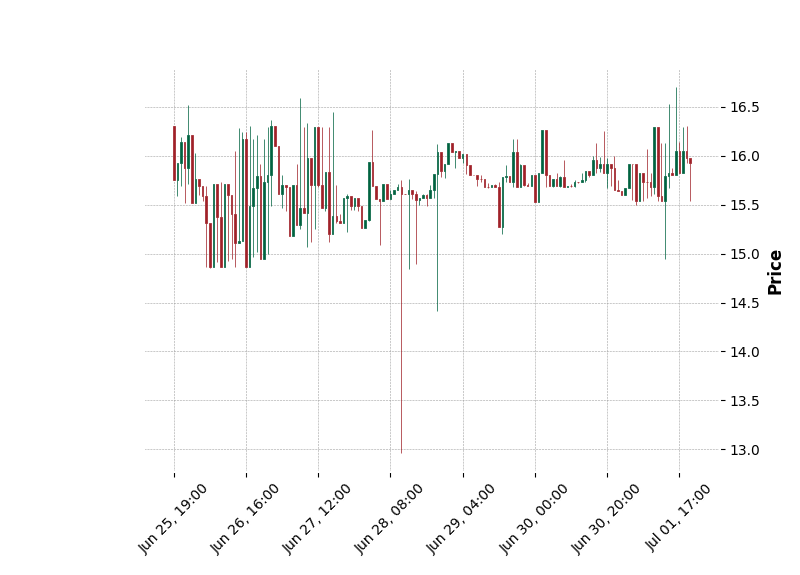 16.5
16.0
15.5
15.0
14.5
14.0
13.5
13.0
Price
Jun 25, 19:00
Jun 26, 16:00
Jun 27, 12:00
Jun 28, 08:00
Jun 29, 04:00
Jun 30, 00:00
Jun 30, 20:00
Jul 01, 17:00